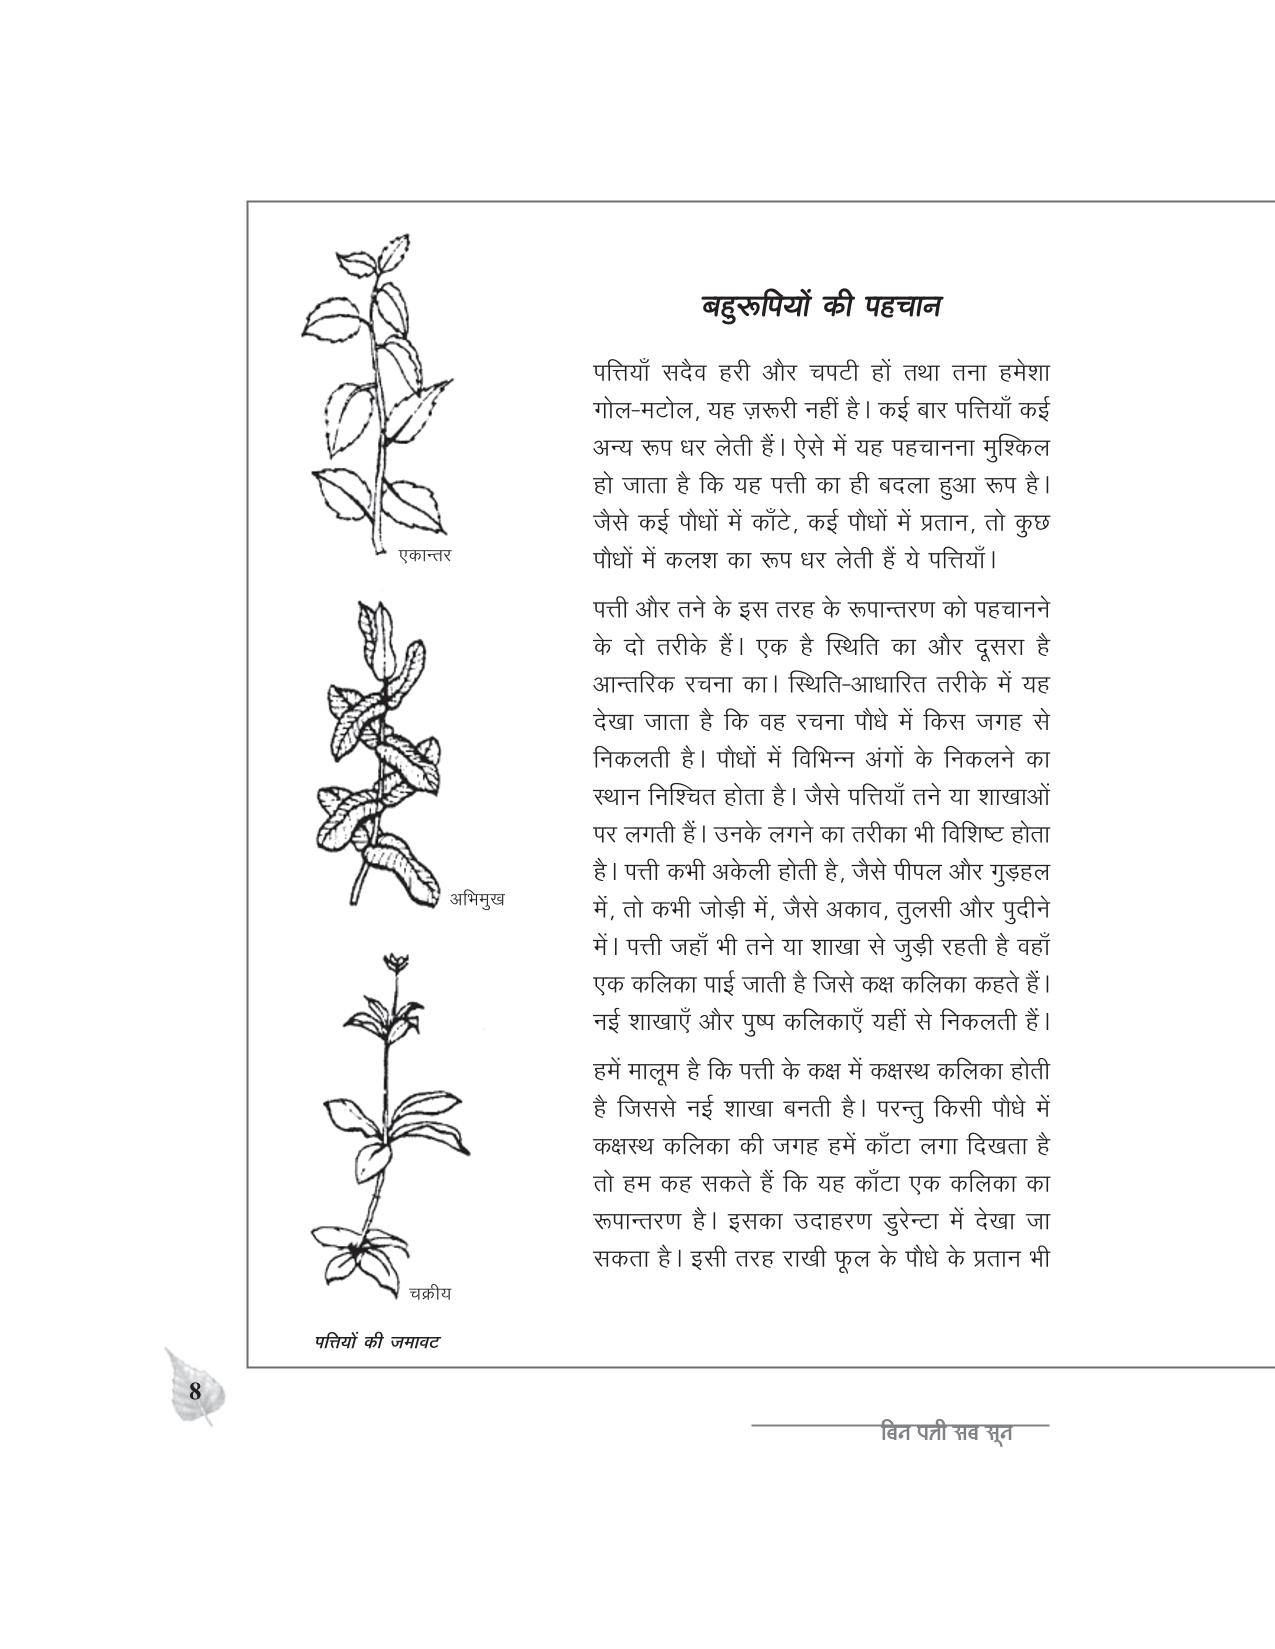 एकान्तर
अभिमुख
चक्रीय
पत्तियों की जमावट
बहुरूपियों की पहचान
पत्तियाँ सदैव हरी और चपटी हों तथा तना हमेशा
गोल-मटोल, यह ज़रूरी नहीं है। कई बार पत्तियाँ कई
अन्य रूप धर लेती हैं। ऐसे में यह पहचानना मुश्किल
हो जाता है कि यह पत्ती का ही बदला हुआ रूप है।
जैसे कई पौधों में काँटे, कई पौधों में प्रतान, तो कुछ
पौधों में कलश का रूप धर लेती हैं ये पत्तियाँ।
पत्ती और तने के इस तरह के रूपान्तरण को पहचानने
के दो तरीके हैं। एक है स्थिति का और दूसरा है
आन्तरिक रचना का। स्थिति-आधारित तरीके में यह
देखा जाता है कि वह रचना पौधे में किस जगह से
निकलती है। पौधों में विभिन्न अंगों के निकलने का
स्थान निश्चित होता है। जैसे पत्तियाँ तने या शाखाओं
पर लगती हैं। उनके लगने का तरीका भी विशिष्ट होता
है। पत्ती कभी अकेली होती है, जैसे पीपल और गुड़हल
में, तो कभी जोड़ी में, जैसे अकाव, तुलसी और पुदीने
में। पत्ती जहाँ भी तने या शाखा से जुड़ी रहती है वहाँ
एक कलिका पाई जाती है जिसे कक्ष कलिका कहते हैं।
नई शाखाएँ और पुष्प कलिकाएँ यहीं से निकलती हैं।
हमें मालूम है कि पत्ती के कक्ष में कक्षस्थ कलिका होती
है जिससे नई शाखा बनती है। परन्तु किसी पौधे में
कक्षस्थ कलिका की जगह हमें काँटा लगा दिखता है
तो हम कह सकते हैं कि यह काँटा एक कलिका का
रूपान्तरण है। इसका उदाहरण डुरेन्टा में देखा जा
सकता है। इसी तरह राखी फूल के पौधे के प्रतान भी
8
बिन पत्ती सब सून